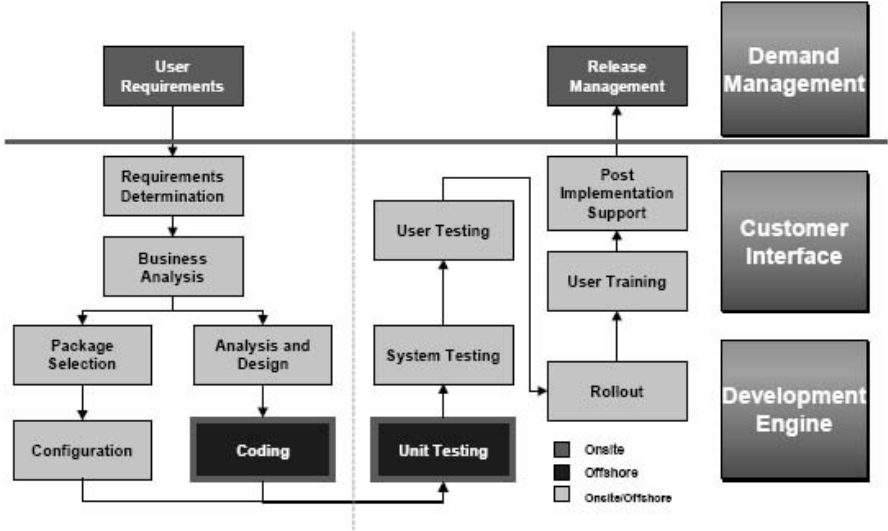 User
Requirements
Release
Management
Demand
Management
Requirements
Determination
Post
Implementation
Support
User Testing
Customer
Interface
Business
Analysis
User Training
Package
Selection
Analysis and
Design
System Testing
Rollout
Development
Engine
Configuration
Coding
Unit Testing
Onsite
Offshore
Onsite/Offshore